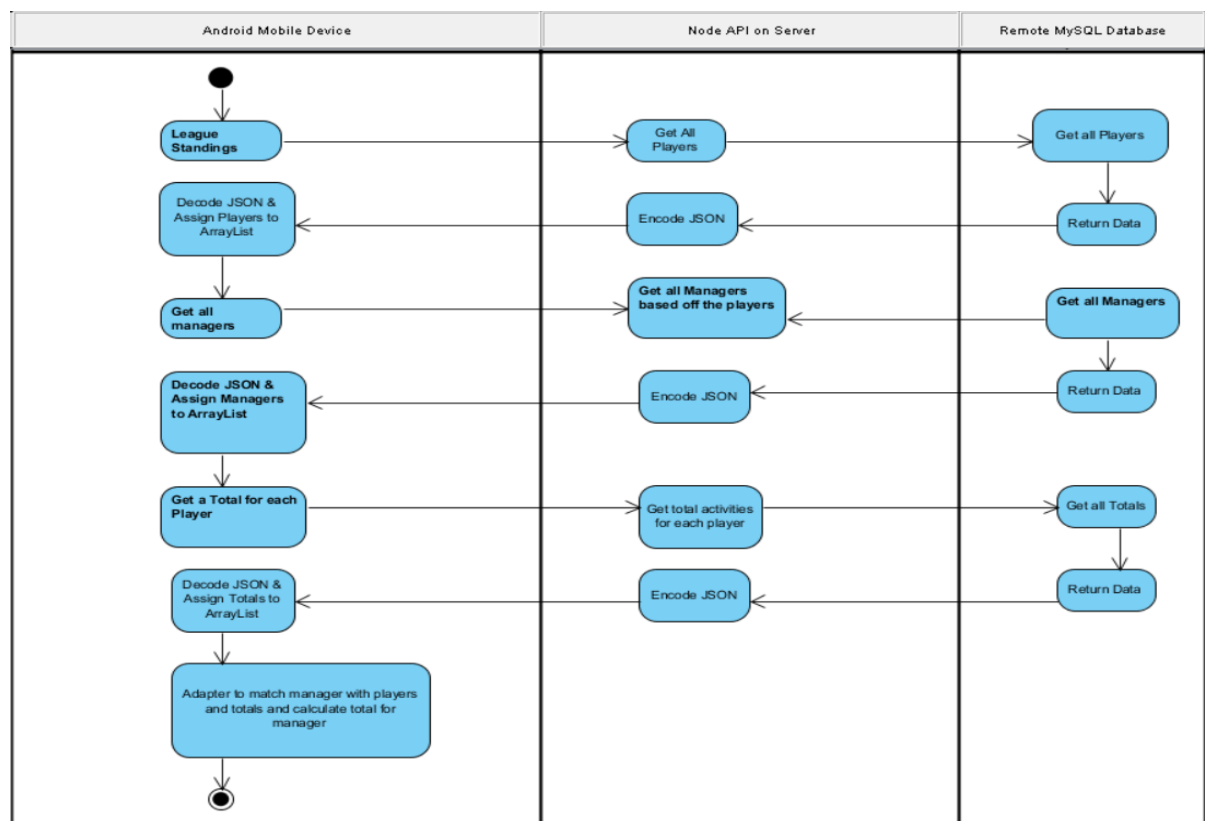 Android Mobile Device
Node API on Server
Remote MySQL Database
League
Standings
Get All
Players
Get all Players
Decode JSON &
Assign Players to
ArrayList
Encode JSON
Return Data
Get all
managers
Get all Managers
based off the players
Get all Managers
Decode JSON &
Assign Managers
to ArrayList
Encode JSON
Return Data
Get a Total for each
Player
Get total activities
for each player
Get all Totals
Decode JSON &
Assign Totals to
ArrayList
Encode JSON
Return Data
Adapter to match manager with players
and totals and calculate total for
manager